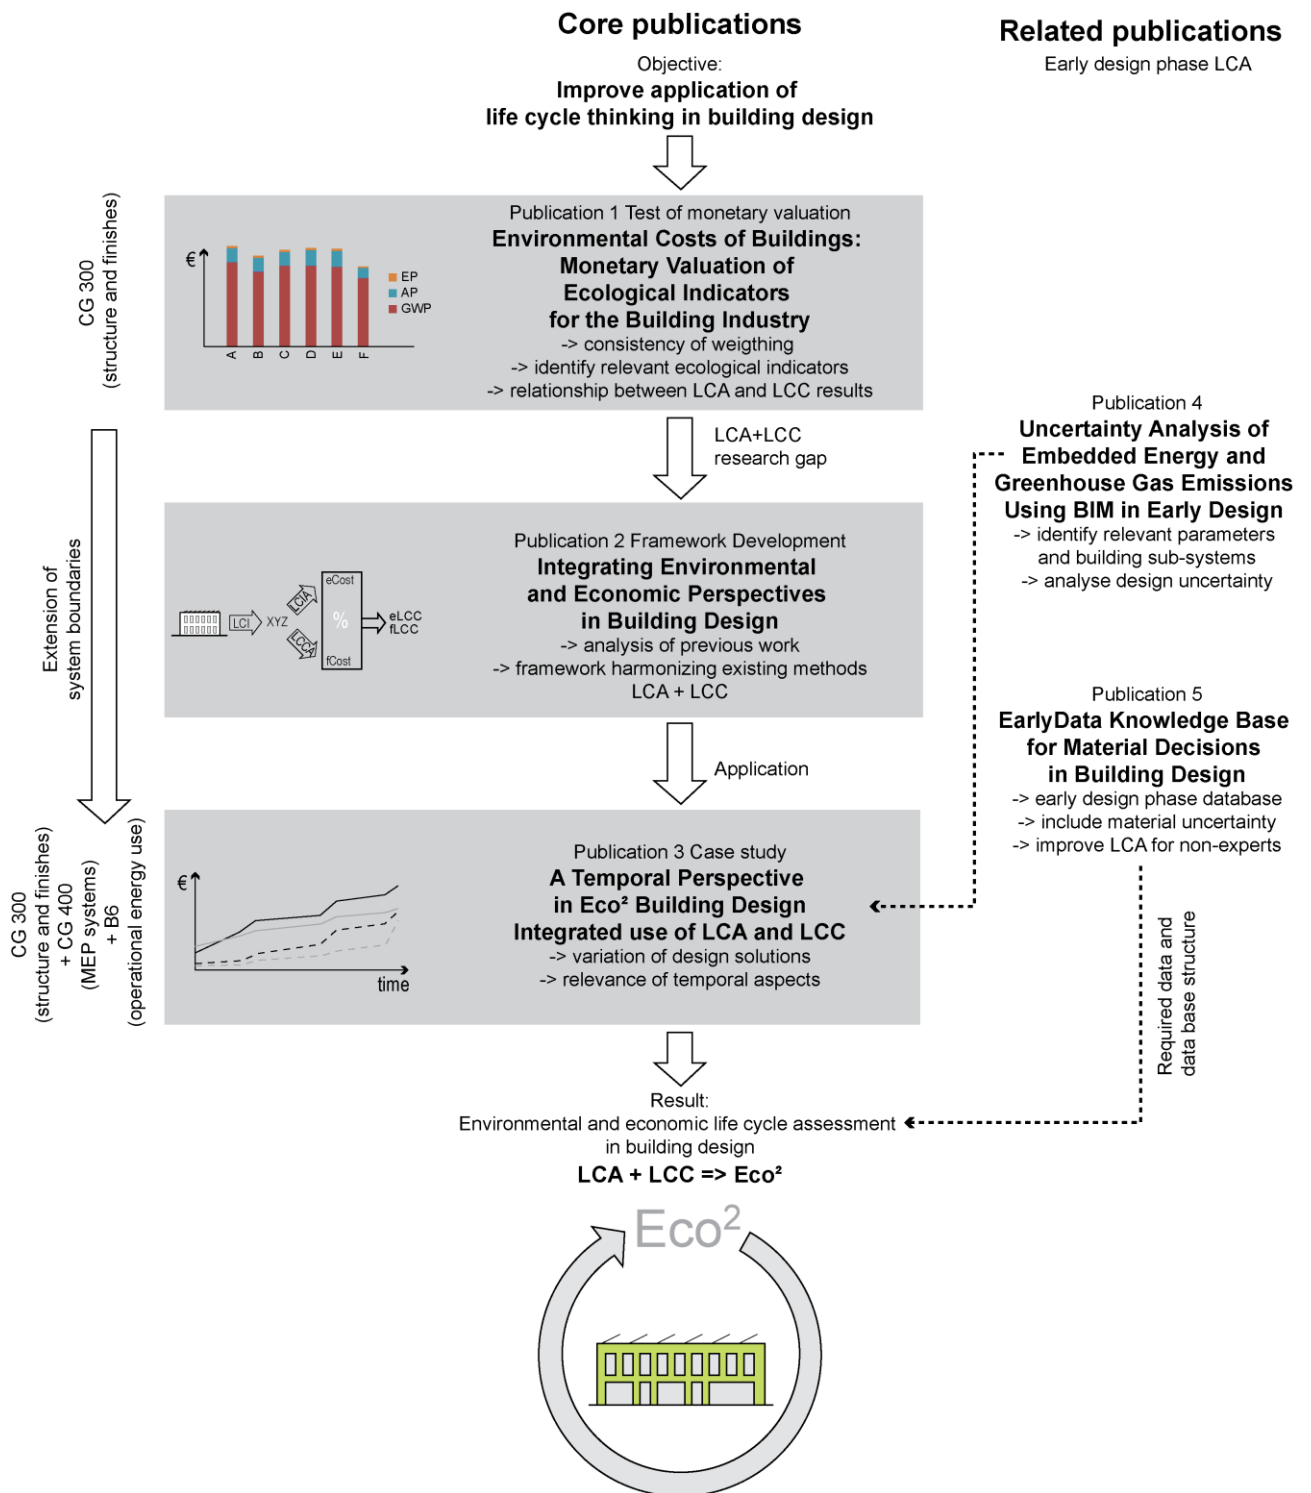 Core publications
Objective:
Improve application of
life cycle thinking in building design
Related publications
Early design phase LCA
CG 300
(structure and finishes)
€
EP
AP
GWP
A
B
C
D
E
F
Publication 1 Test of monetary valuation
Environmental Costs of Buildings:
Monetary Valuation of
Ecological Indicators
for the Building Industry
-> consistency of weigthing
-> identify relevant ecological indicators
-> relationship between LCA and LCC results
LCA+LCC
research gap
Extension of
system boundaries
LCI
XYZ
LCIA
LCCA
eCost
%
fCost
eLCC
fLCC
Publication 2 Framework Development
Integrating Environmental
and Economic Perspectives
in Building Design
-> analysis of previous work
-> framework harmonizing existing methods
LCA + LCC
Application
CG 300
(structure and finishes)
+ CG 400
(MEP systems)
+ B6
(operational energy use)
€
time
Publication 3 Case study
A Temporal Perspective
in Eco² Building Design
Integrated use of LCA and LCC
-> variation of design solutions
-> relevance of temporal aspects
Publication 4
Uncertainty Analysis of
Embedded Energy and
Greenhouse Gas Emissions
Using BIM in Early Design
-> identify relevant parameters
and building sub-systems
-> analyse design uncertainty
Publication 5
EarlyData Knowledge Base
for Material Decisions
in Building Design
-> early design phase database
-> include material uncertainty
-> improve LCA for non-experts
Required data and
data base structure
Result:
Environmental and economic life cycle assessment
in building design
LCA + LCC => Eco²
Eco²